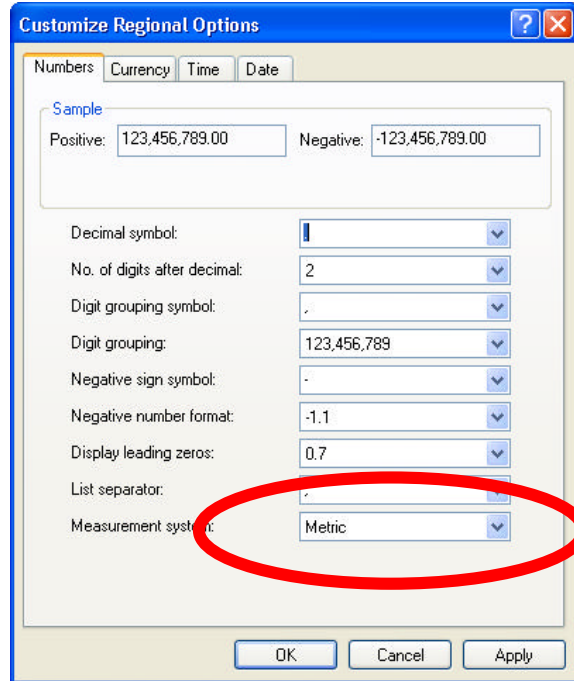 Customize Regional Options
Numbers Currency Time Date
Sample
Positive: 123,456,789.00 Negative: -123,456,789.00
Decimal symbol: .
No. of digits after decimal: 2
Digit grouping symbol: ,
Digit grouping: 123,456,789
Negative sign symbol: -
Negative number format: -1.1
Display leading zeros: 0.7
List separator: ,
Measurement system: Metric
OK Cancel Apply